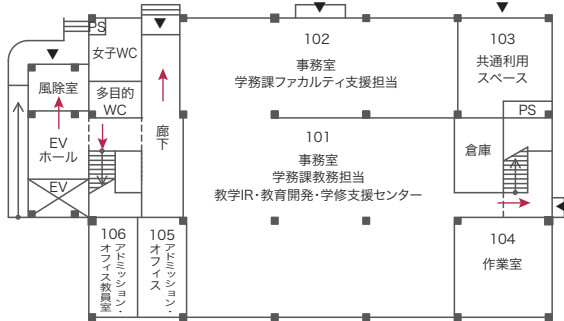 PS
女子WC
102
事務室
学務課ファカルティ支援担当
103
共通利用
スペース
風除室
多目的
WC
PS
廊下
101
事務室
学務課教務担当
教学IR・教育開発・学修支援センター
倉庫
EV
ホール
EV
106
アドミッション・
オフィス教員室
105
アドミッション・
オフィス
104
作業室